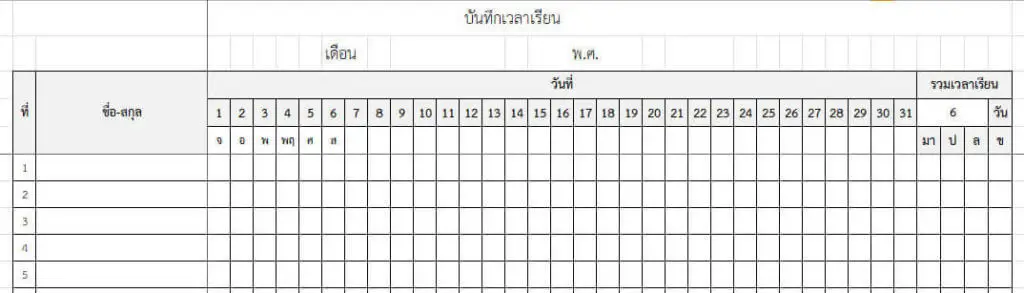 บันทึกเวลาเรียน
เดือน พ.ศ.
ที่ ชื่อ-สกุล วันที่ รวมเวลาเรียน
1 2 3 4 5 6 7 8 9 10 11 12 13 14 15 16 17 18 19 20 21 22 23 24 25 26 27 28 29 30 31 6 วัน
จ อ พ พฤ ศ ส มา ป ล ข
1
2
3
4
5